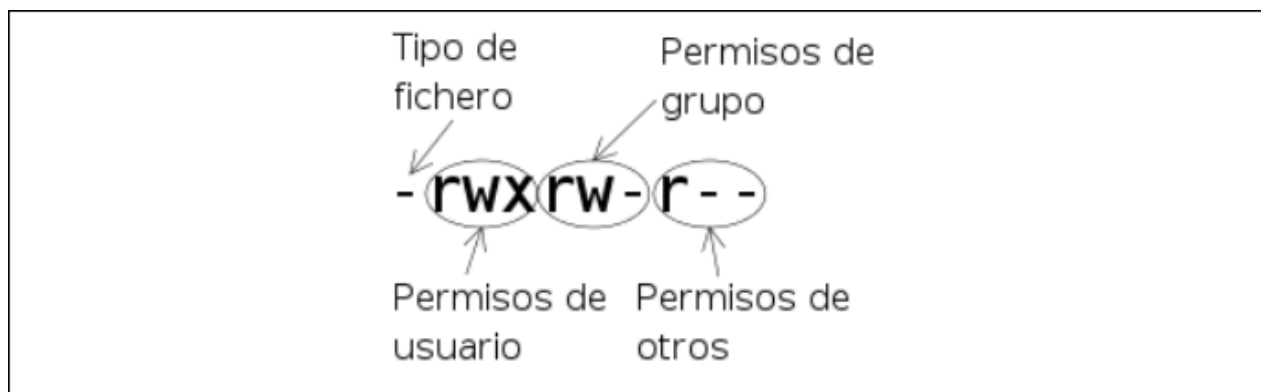 Tipo de
fichero
Permisos de
grupo
-rwxrw-r--
Permisos de
usuario
Permisos de
otros